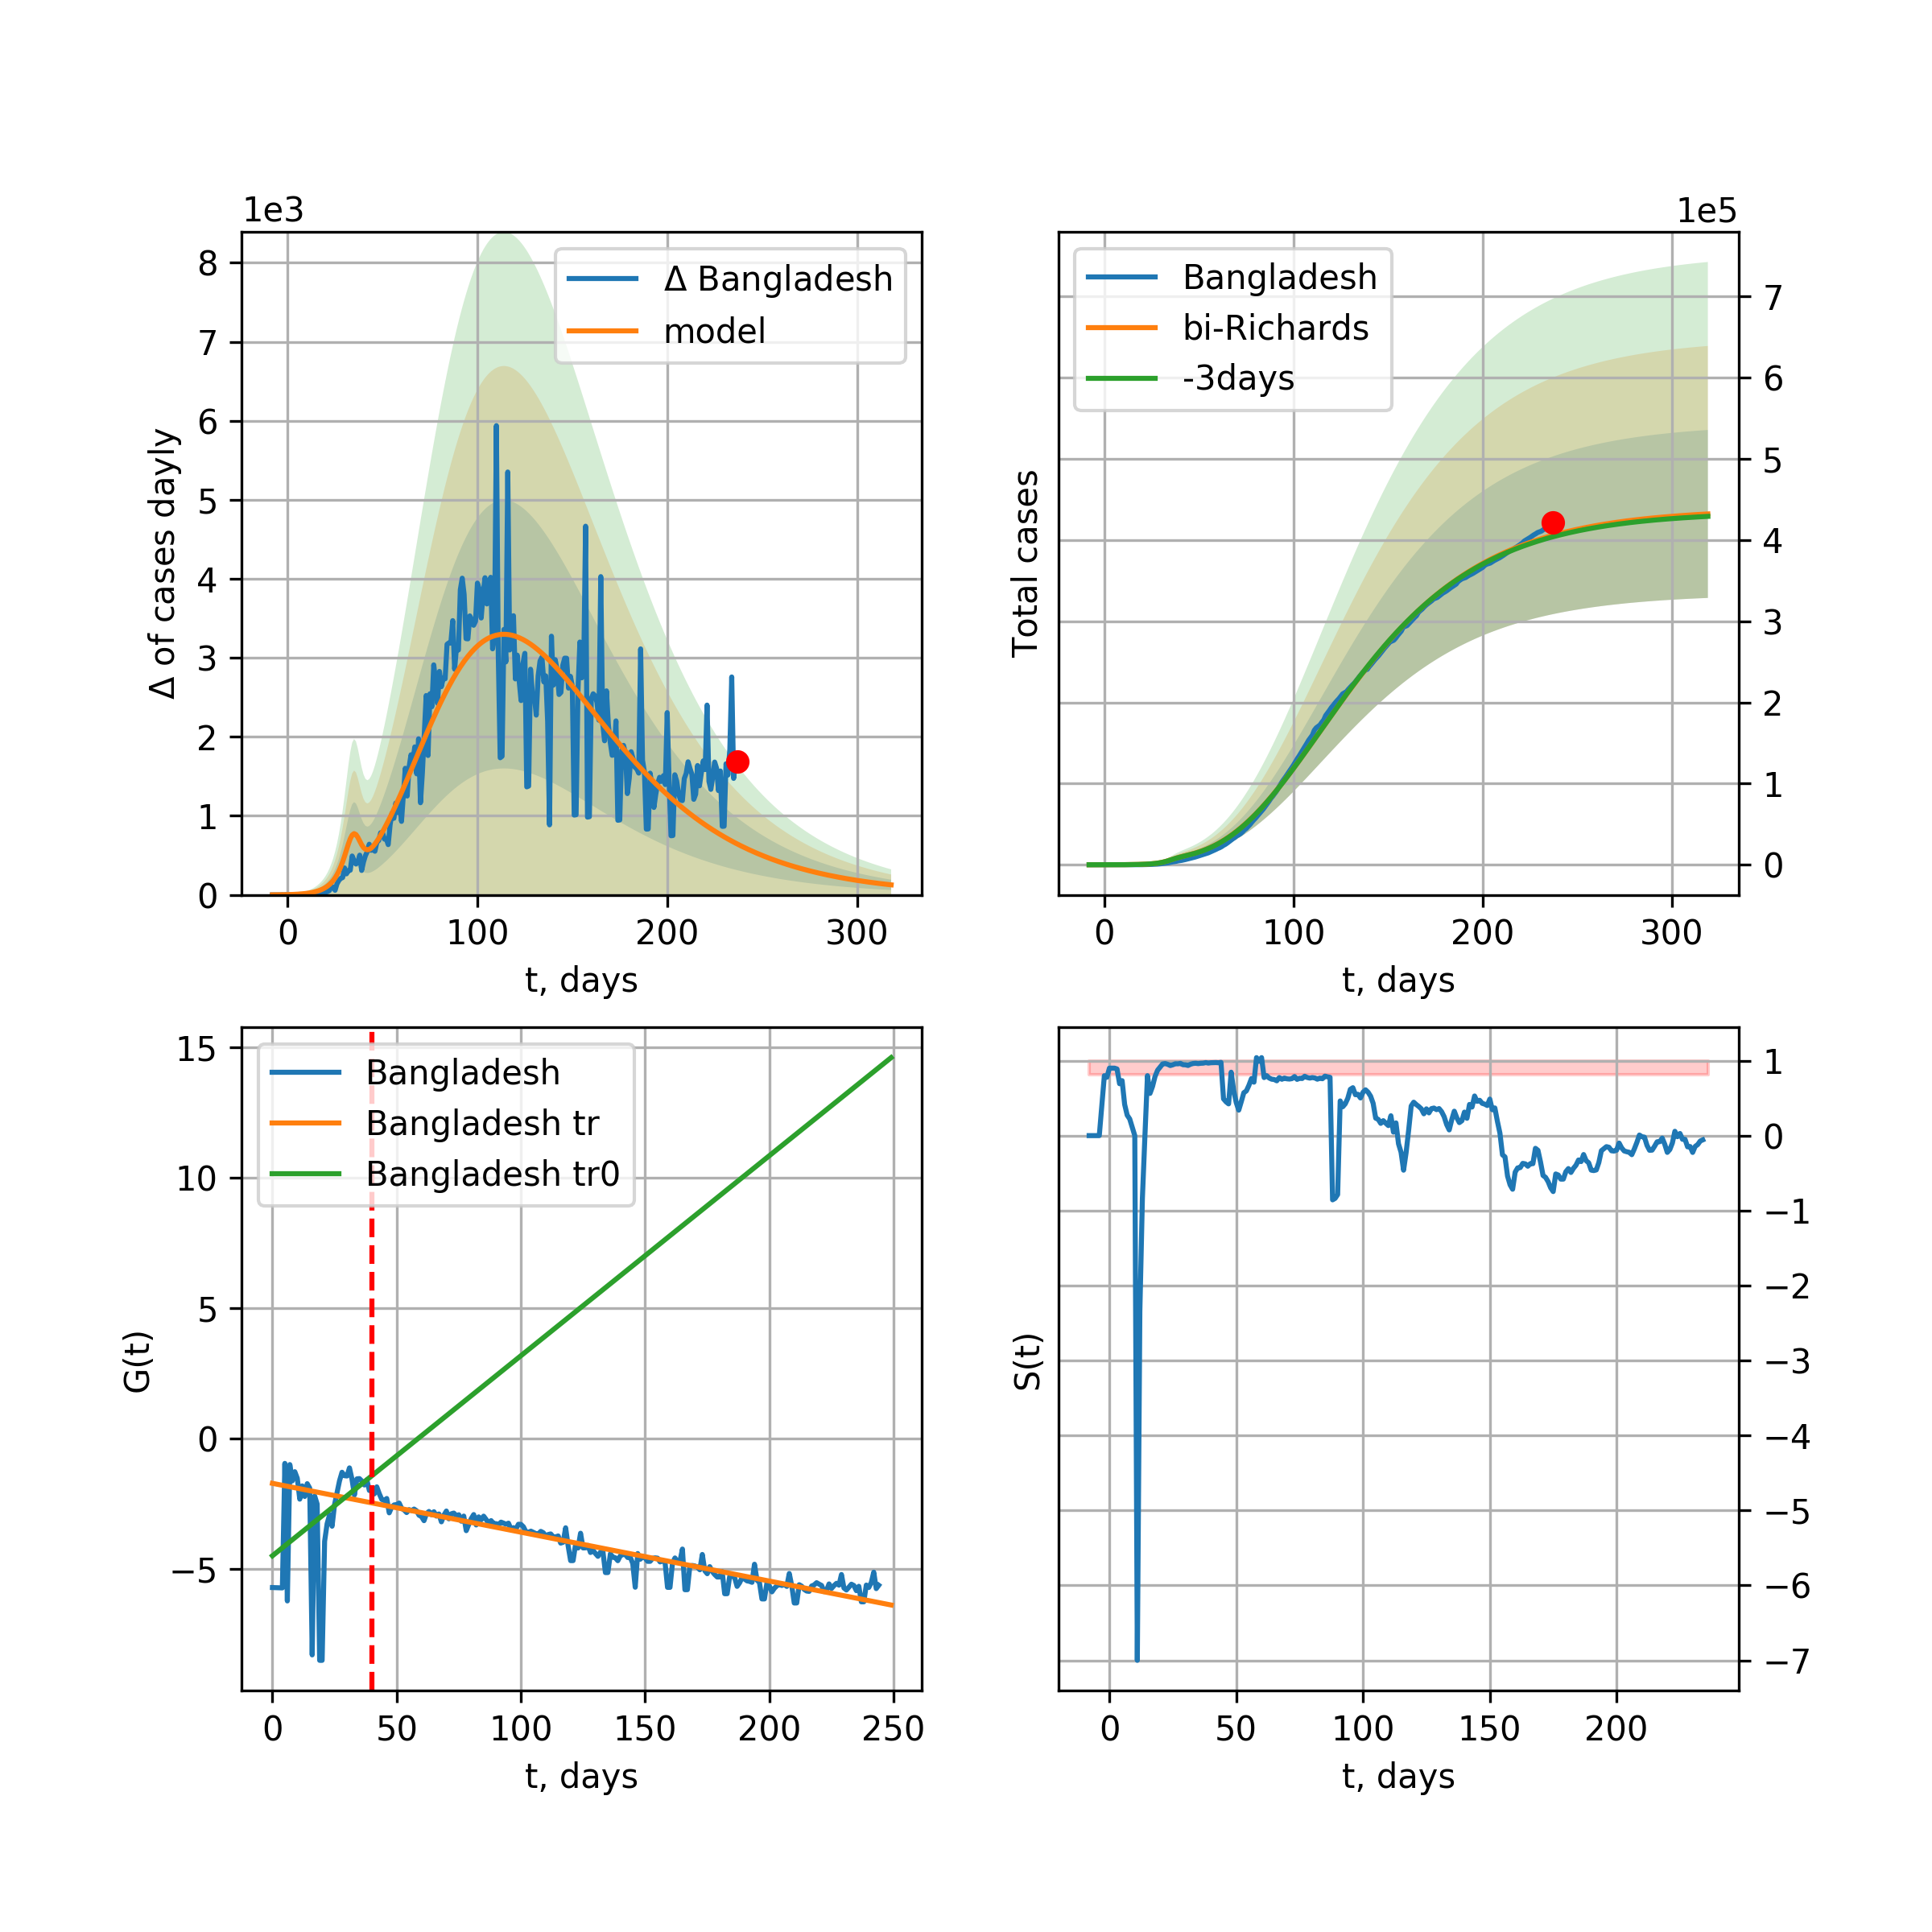 1e3
8
7
6
5
4
3
2
1
0
Δ of cases dayly
Δ Bangladesh
model
0 100 200 300
t, days
1e5
7
6
5
4
3
2
1
0
Total cases
Bangladesh
bi-Richards
-3days
0 100 200 300
t, days
15
10
5
0
−5
G(t)
Bangladesh
Bangladesh tr
Bangladesh tr0
0 50 100 150 200 250
t, days
1
0
−1
−2
−3
−4
−5
−6
−7
S(t)
0 50 100 150 200
t, days